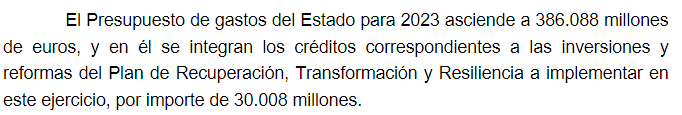 El Presupuesto de gastos del Estado para 2023 asciende a 386.088 millones
de euros, y en él se integran los créditos correspondientes a las inversiones y
reformas del Plan de Recuperación, Transformación y Resiliencia a implementar en
este ejercicio, por importe de 30.008 millones.